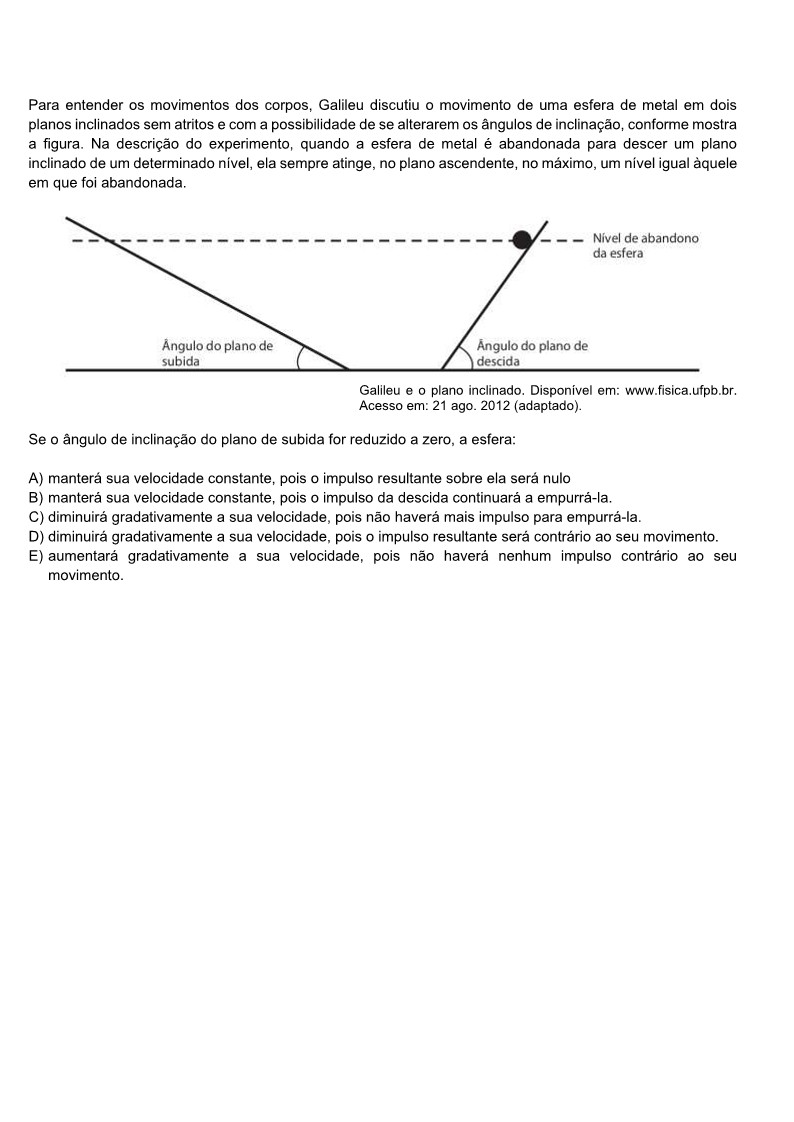 Para entender os movimentos dos corpos, Galileu discutiu o movimento de uma esfera de metal em dois
planos inclinados sem atritos e com a possibilidade de se alterarem os ângulos de inclinação, conforme mostra
a figura. Na descrição do experimento, quando a esfera de metal é abandonada para descer um plano
inclinado de um determinado nível, ela sempre atinge, no plano ascendente, no máximo, um nível igual àquele
em que foi abandonada.
Nível de abandono
da esfera
Ângulo do plano de
subida
Ângulo do plano de
descida
Galileu e o plano inclinado. Disponível em: www.fisica.ufpb.br.
Acesso em: 21 ago. 2012 (adaptado).
Se o ângulo de inclinação do plano de subida for reduzido a zero, a esfera:
A) manterá sua velocidade constante, pois o impulso resultante sobre ela será nulo
B) manterá sua velocidade constante, pois o impulso da descida continuará a empurrá-la.
C) diminuirá gradativamente a sua velocidade, pois não haverá mais impulso para empurrá-la.
D) diminuirá gradativamente a sua velocidade, pois o impulso resultante será contrário ao seu movimento.
E) aumentará gradativamente a sua velocidade, pois não haverá nenhum impulso contrário ao seu
movimento.